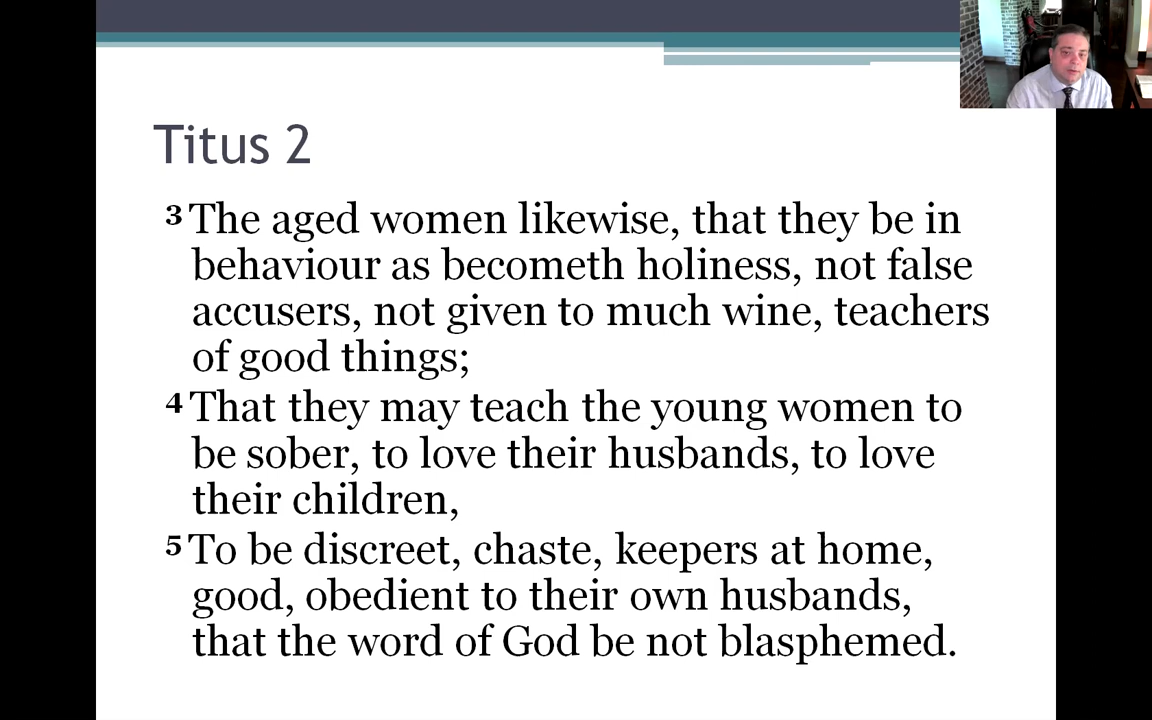 Titus 2
3 The aged women likewise, that they be in
behaviour as becometh holiness, not false
accusers, not given to much wine, teachers
of good things;
4 That they may teach the young women to
be sober, to love their husbands, to love
their children,
5 To be discreet, chaste, keepers at home,
good, obedient to their own husbands,
that the word of God be not blasphemed.